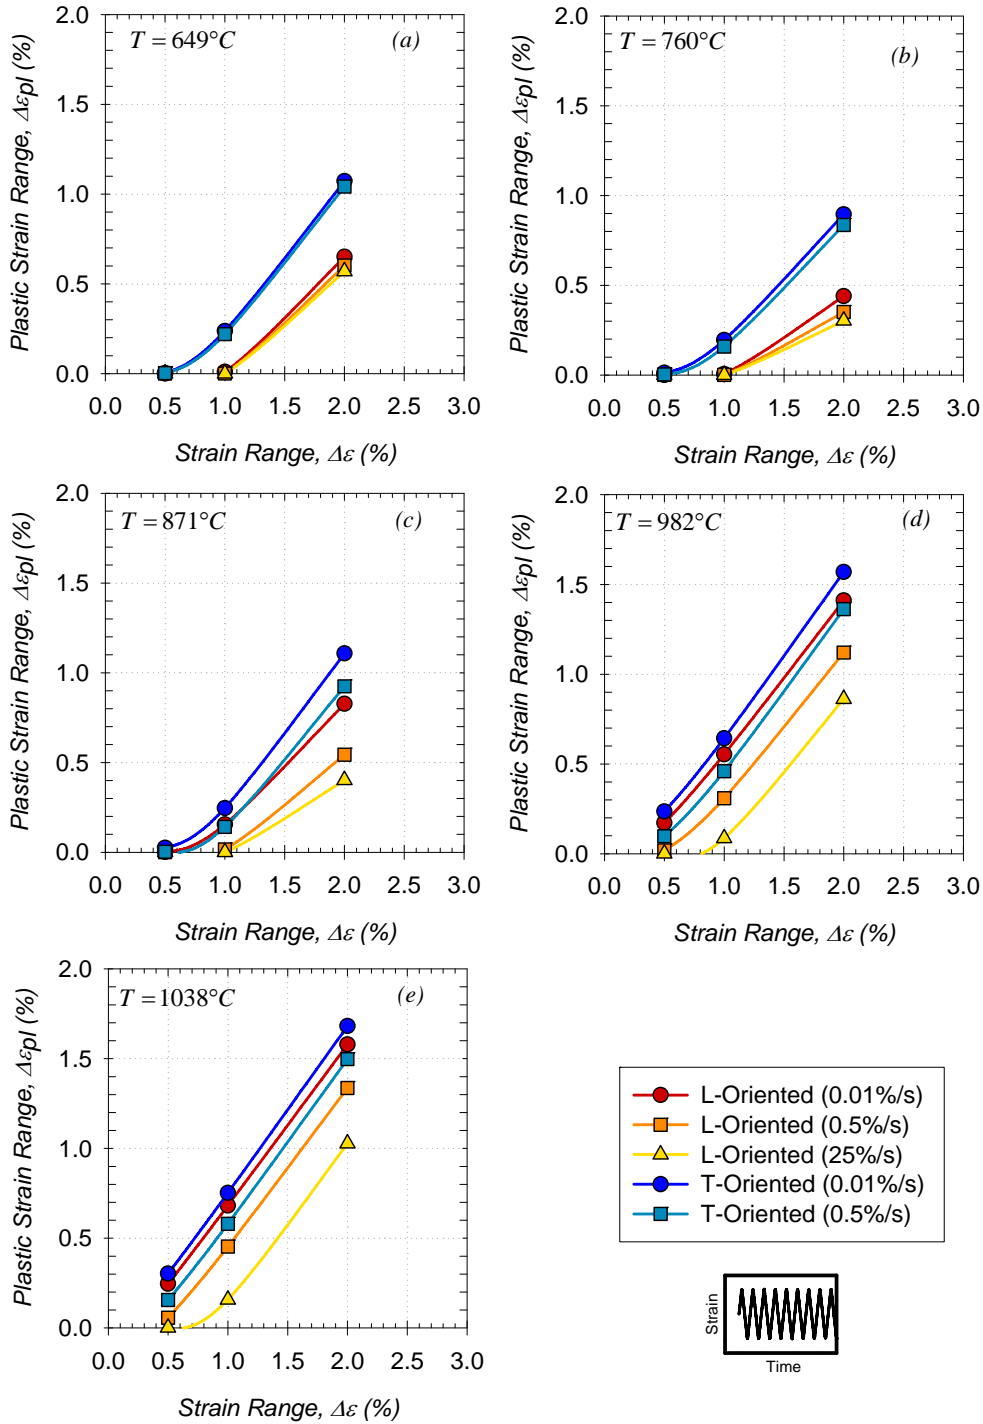 T = 649°C
(a)
2.0
1.5
1.0
0.5
0.0
Plastic Strain Range, Δεpl (%)
0.0 0.5 1.0 1.5 2.0 2.5 3.0
Strain Range, Δε (%)
T = 760°C
(b)
2.0
1.5
1.0
0.5
0.0
Plastic Strain Range, Δεpl (%)
0.0 0.5 1.0 1.5 2.0 2.5 3.0
Strain Range, Δε (%)
T = 871°C
(c)
2.0
1.5
1.0
0.5
0.0
Plastic Strain Range, Δεpl (%)
0.0 0.5 1.0 1.5 2.0 2.5 3.0
Strain Range, Δε (%)
T = 982°C
(d)
2.0
1.5
1.0
0.5
0.0
Plastic Strain Range, Δεpl (%)
0.0 0.5 1.0 1.5 2.0 2.5 3.0
Strain Range, Δε (%)
T = 1038°C
(e)
2.0
1.5
1.0
0.5
0.0
Plastic Strain Range, Δεpl (%)
0.0 0.5 1.0 1.5 2.0 2.5 3.0
Strain Range, Δε (%)
L-Oriented (0.01%/s)
L-Oriented (0.5%/s)
L-Oriented (25%/s)
T-Oriented (0.01%/s)
T-Oriented (0.5%/s)
Strain
Time